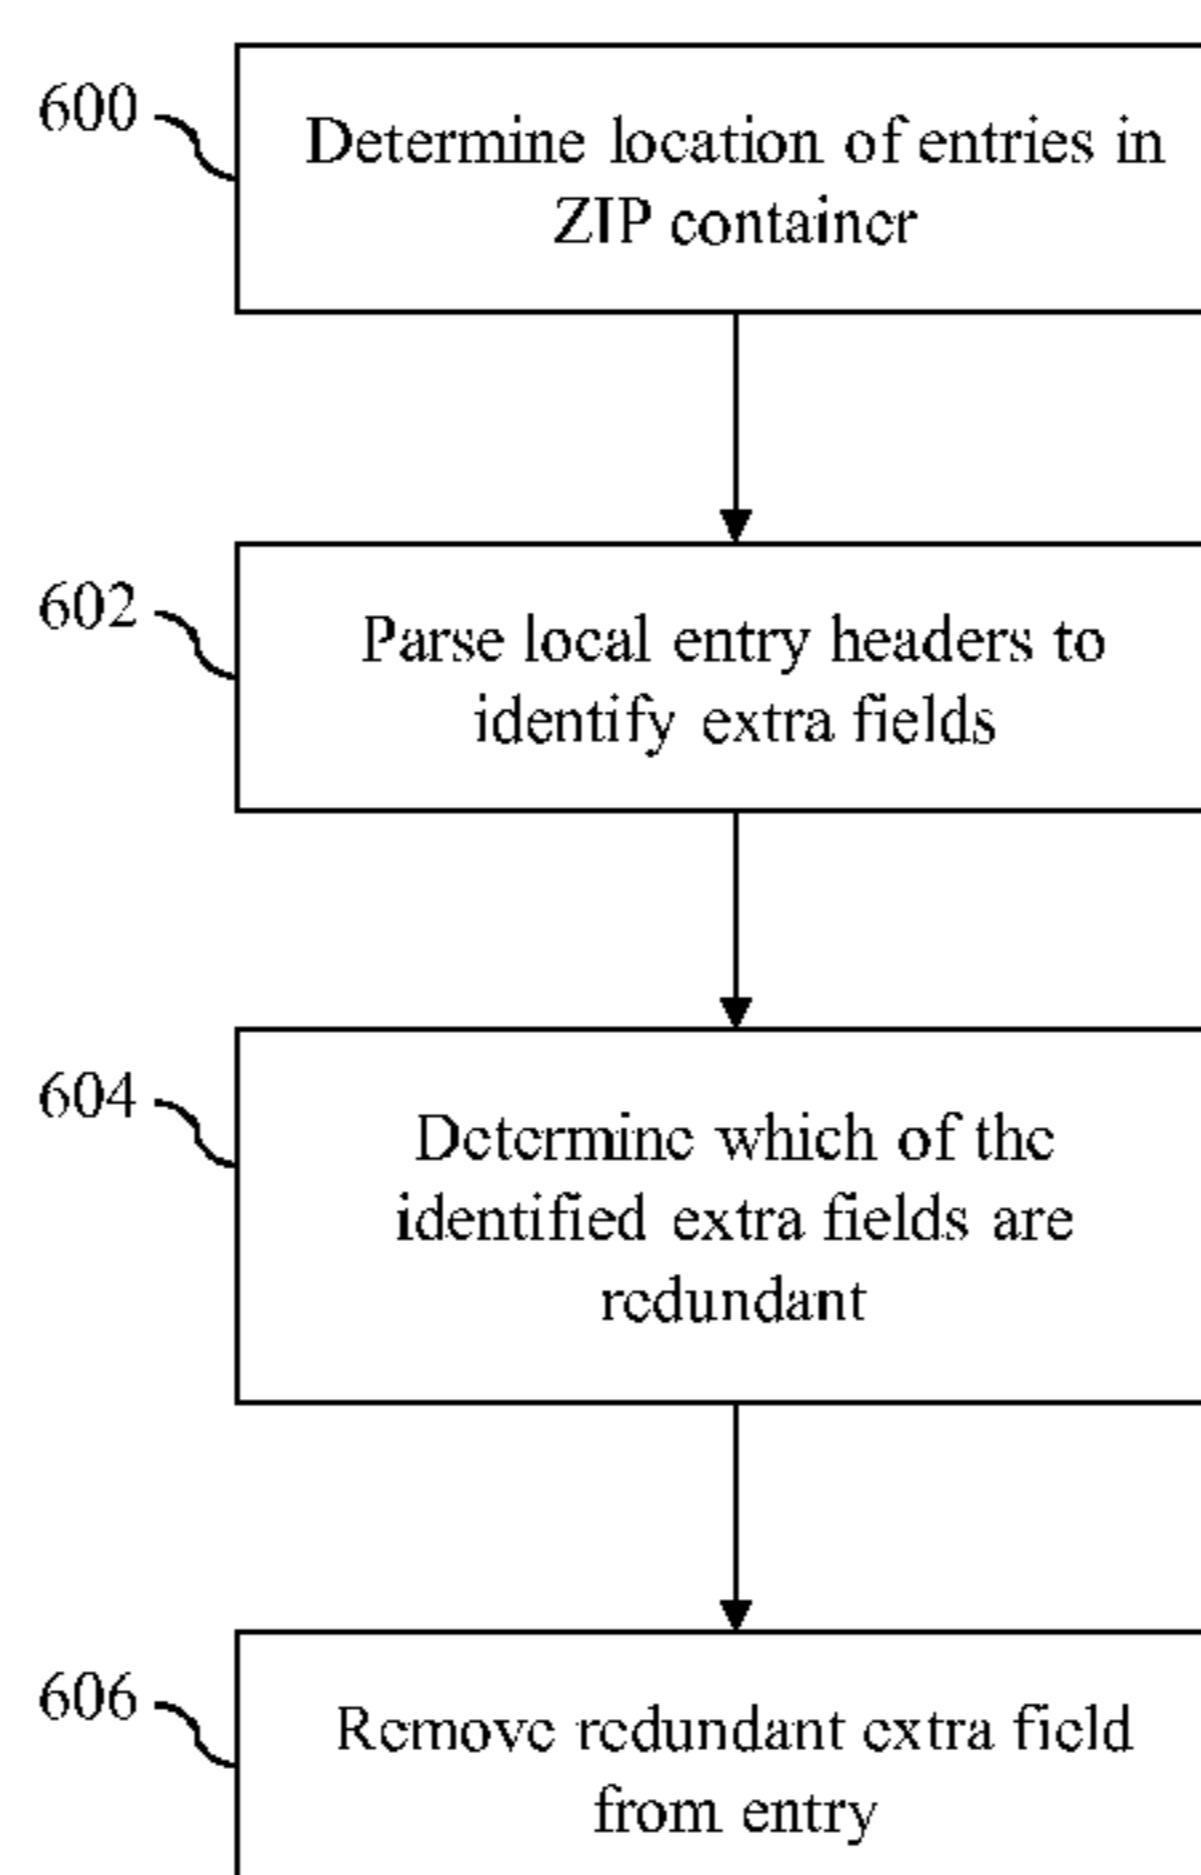 600
Determine location of entries in
ZIP container
602
Parse local entry headers to
identify extra fields
604
Determine which of the
identified extra fields are
redundant
606
Remove redundant extra field
from entry